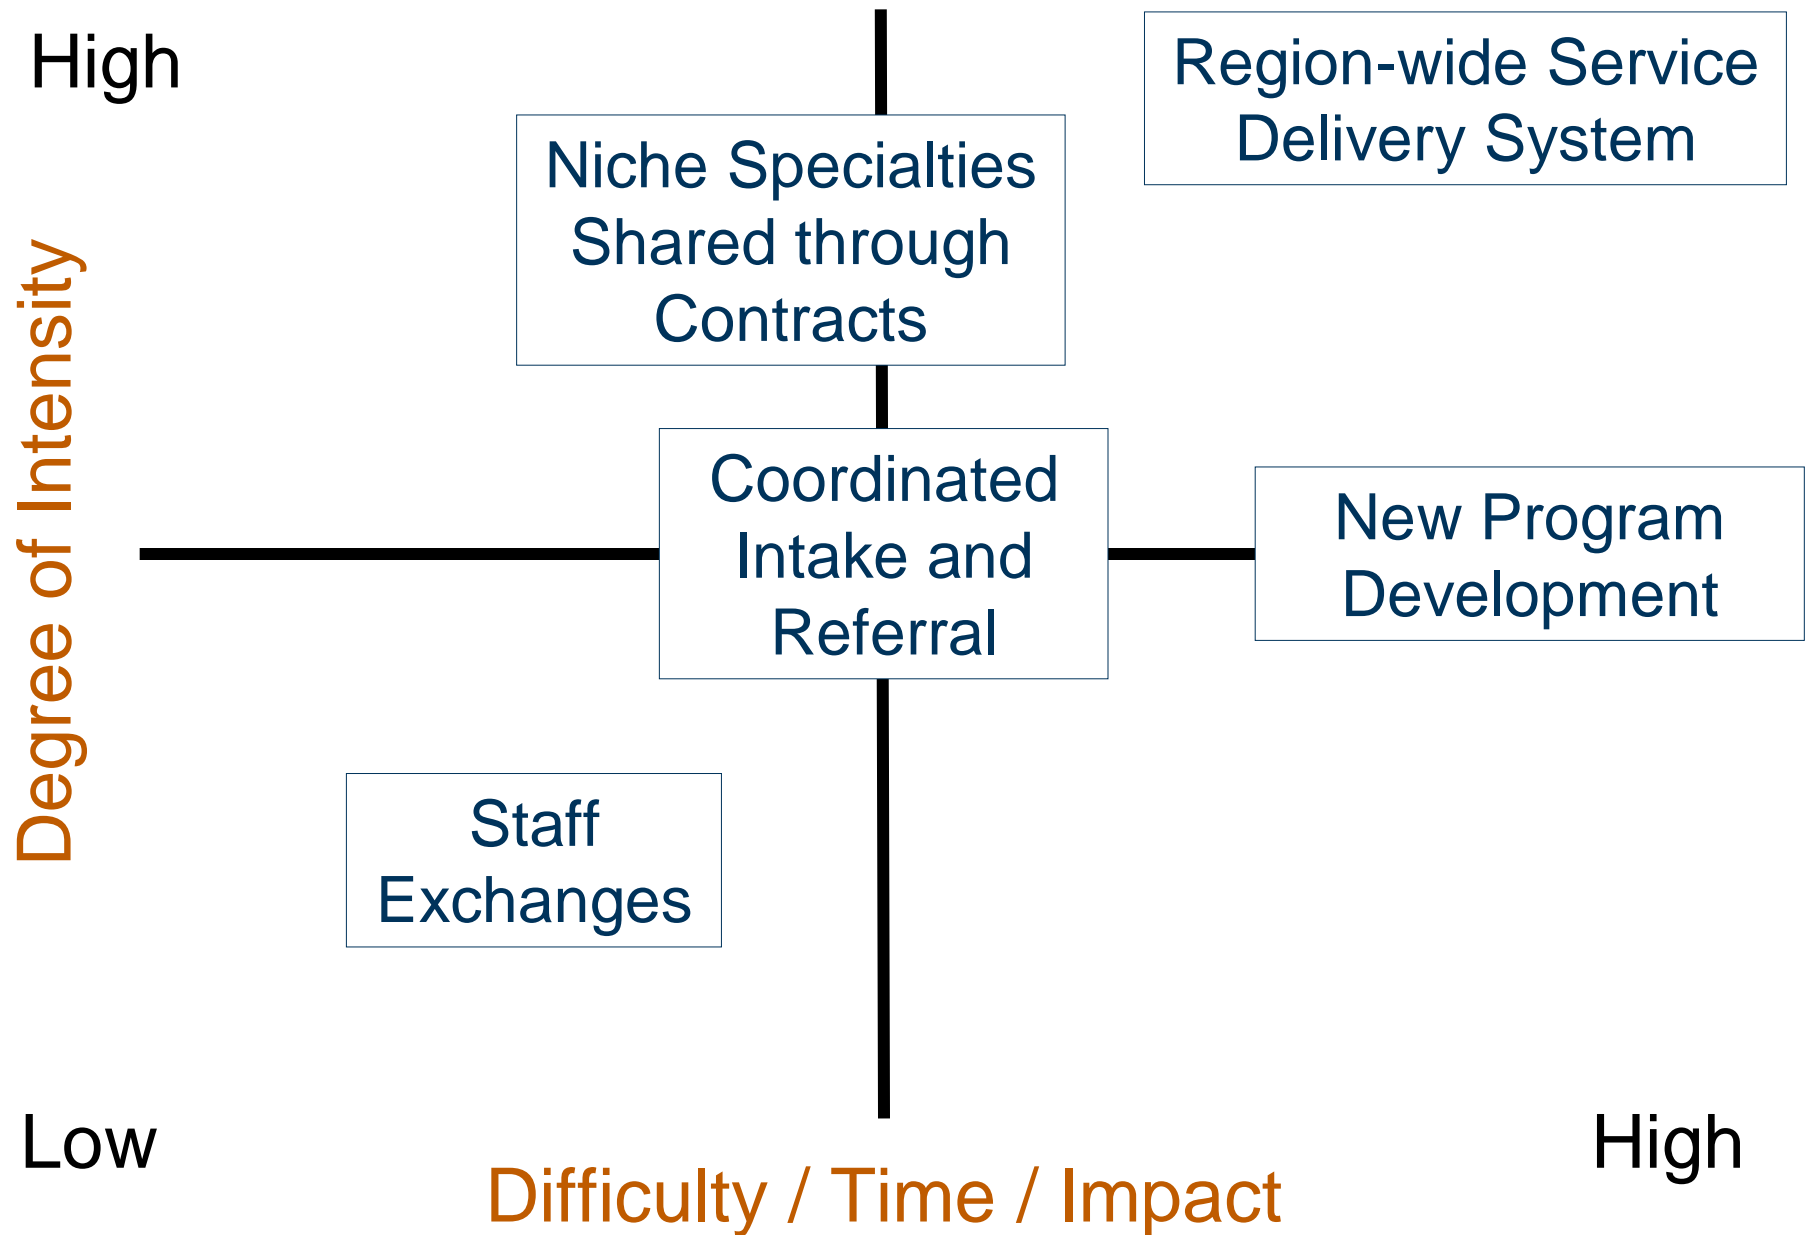 High
Region-wide Service
Delivery System
Niche Specialties
Shared through
Contracts
Degree of Intensity
Coordinated
Intake and
Referral
New Program
Development
Staff
Exchanges
Low
High
Difficulty / Time / Impact